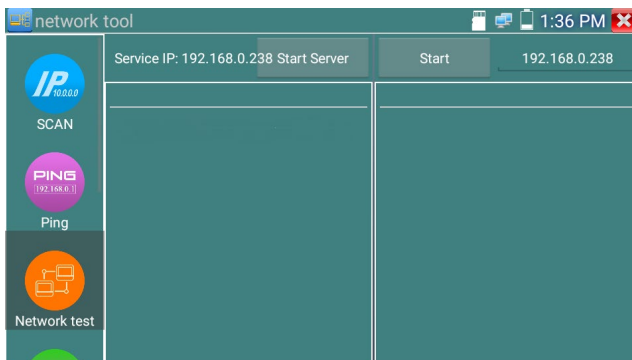 network tool
1:36 PM
Service IP: 192.168.0.238 Start Server
Start
192.168.0.238
IP
10.0.0.0
SCAN
PING
192.168.0.1
Ping
Network test